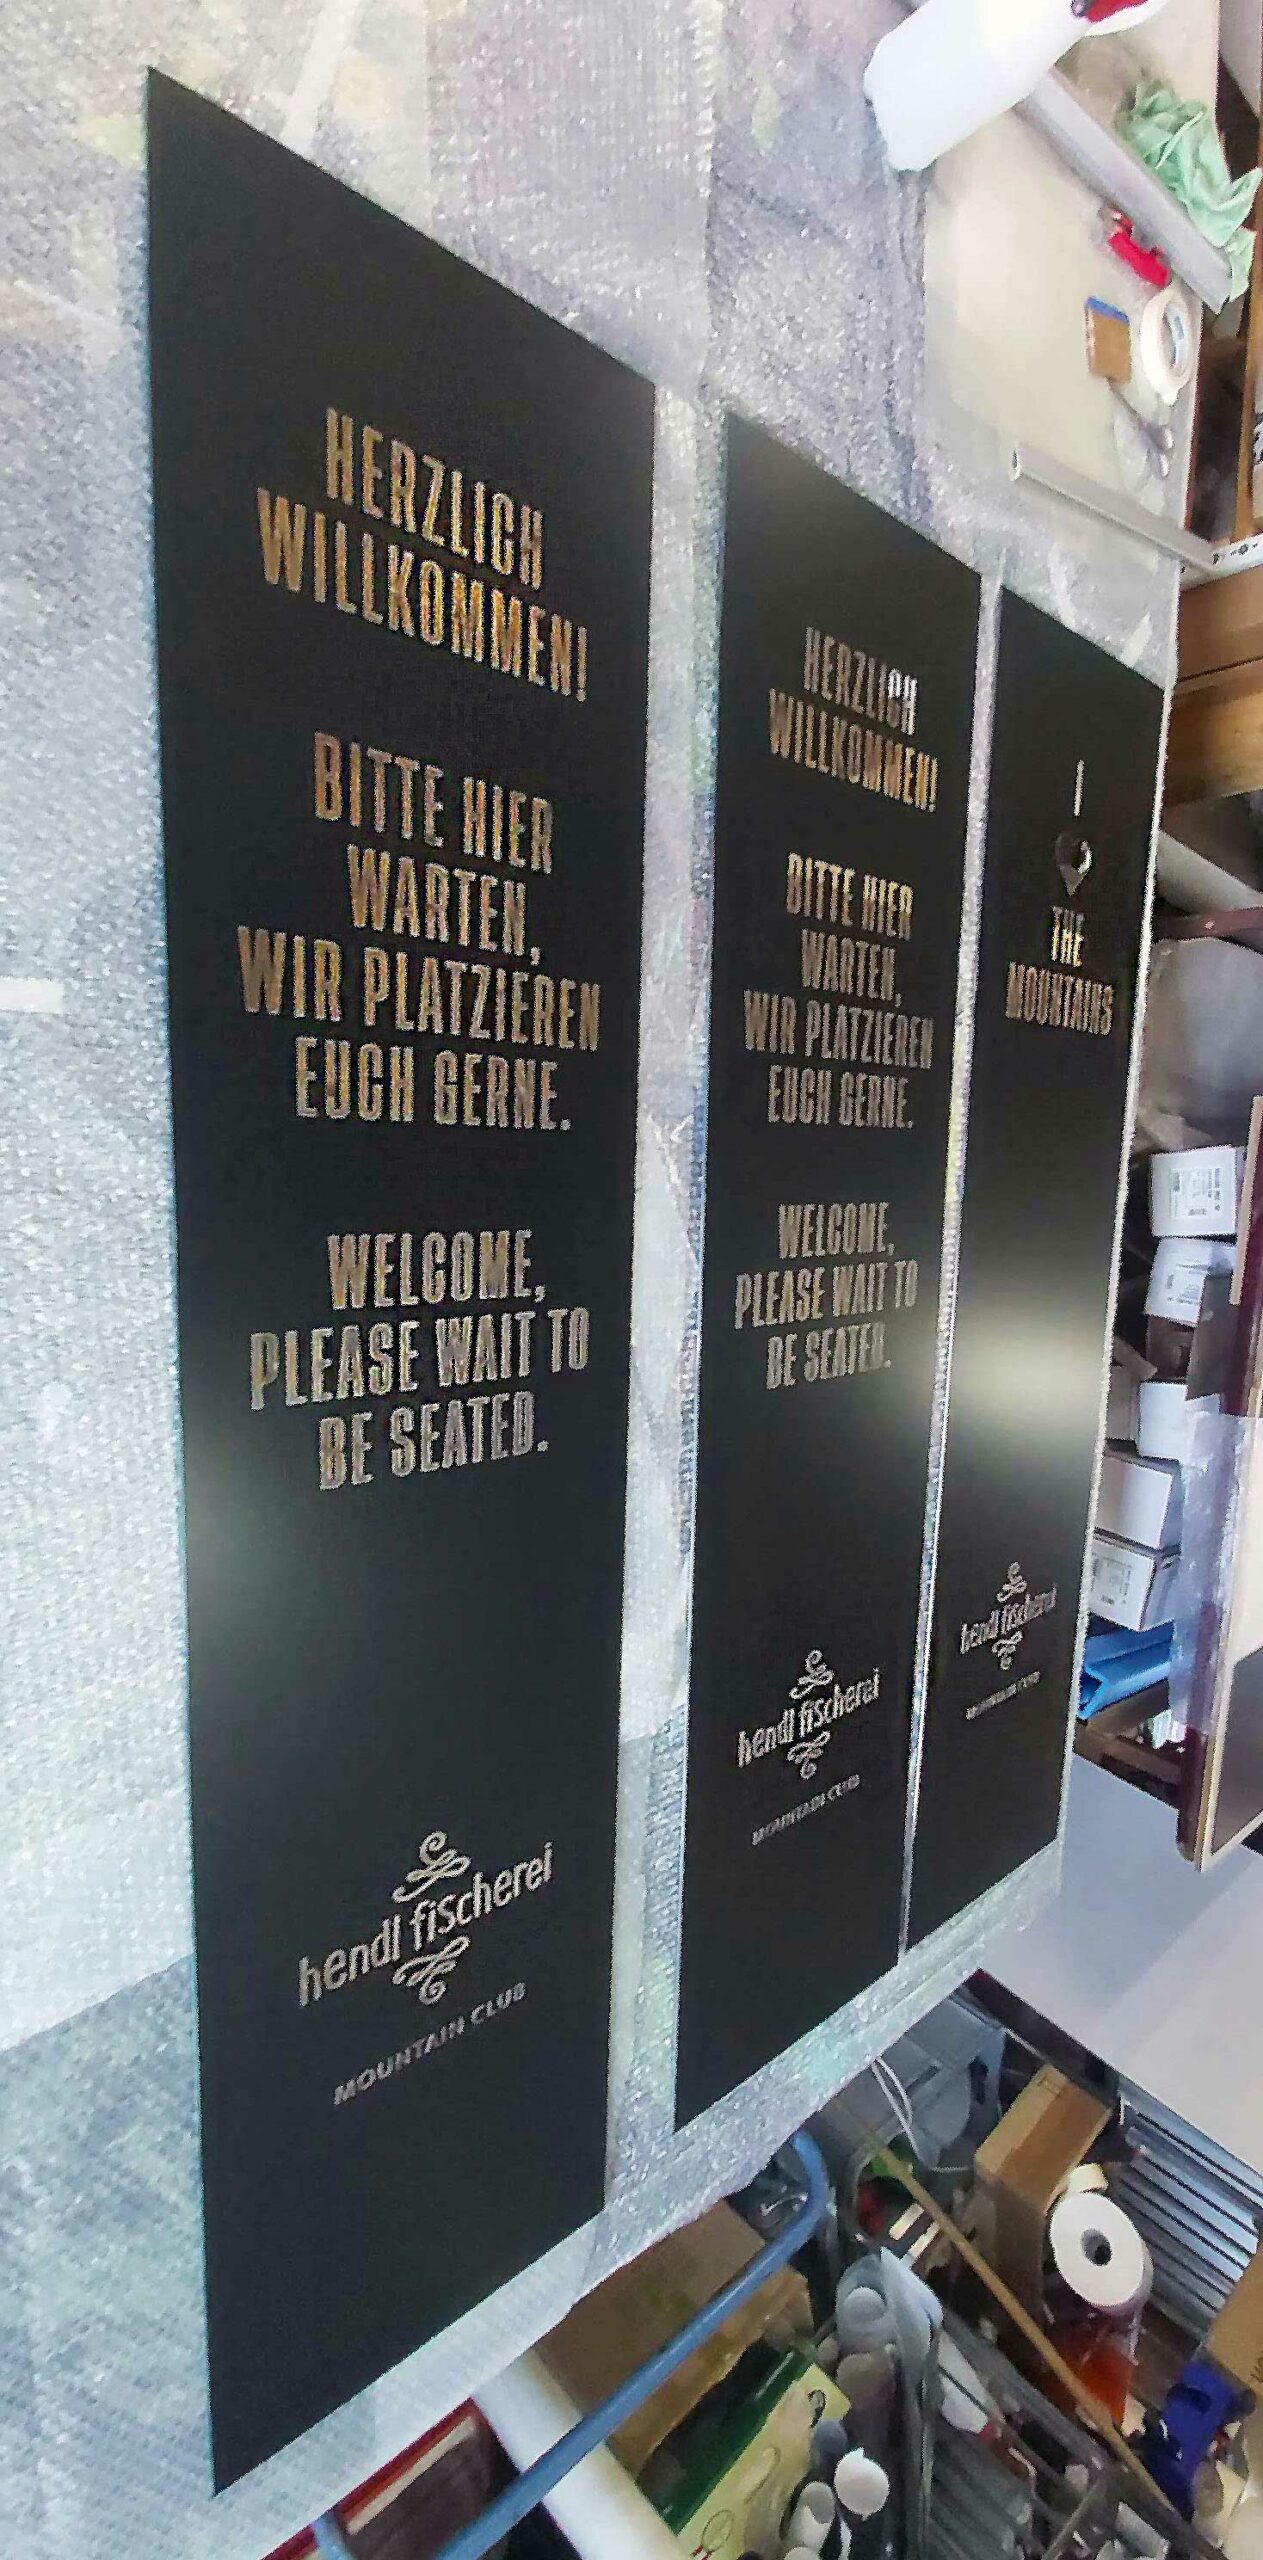 HERZLICH
WILLKOMMEN!
BITTE HIER
WARTEN,
WIR PLATZIEREN
EUCH GERNE.
WELCOME,
PLEASE WAIT TO
BE SEATED.
hendl fischerei
MOUNTAIN CLUB
HERZLICH
WILLKOMMEN!
BITTE HIER
WARTEN,
WIR PLATZIEREN
EUCH GERNE.
WELCOME,
PLEASE WAIT TO
BE SEATED.
hendl fischerei
MOUNTAIN CLUB
I
THE
MOUNTAINS
hendl fischerei
MOUNTAIN CLUB